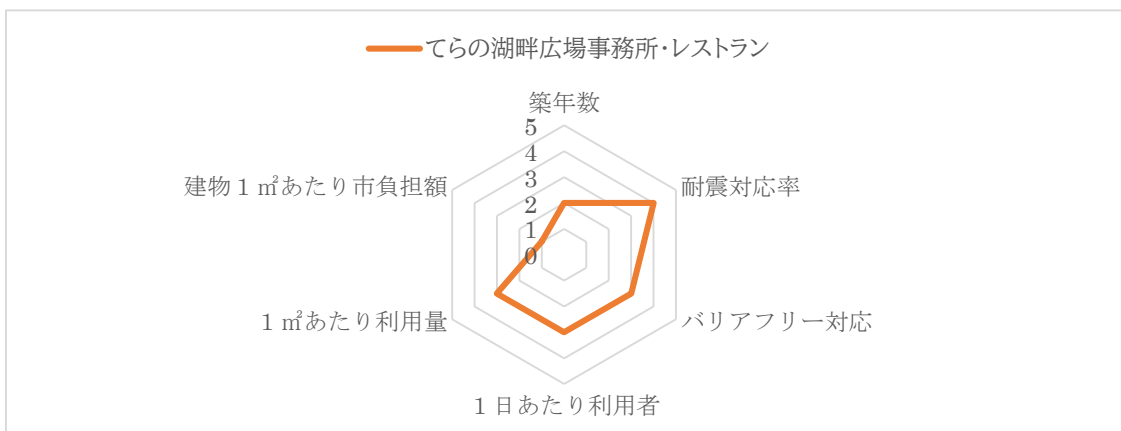 てらの湖畔広場事務所・レストラン
築年数
5
4
3
2
1
0
建物１㎡あたり市負担額
耐震対応率
１㎡あたり利用量
バリアフリー対応
１日あたり利用者